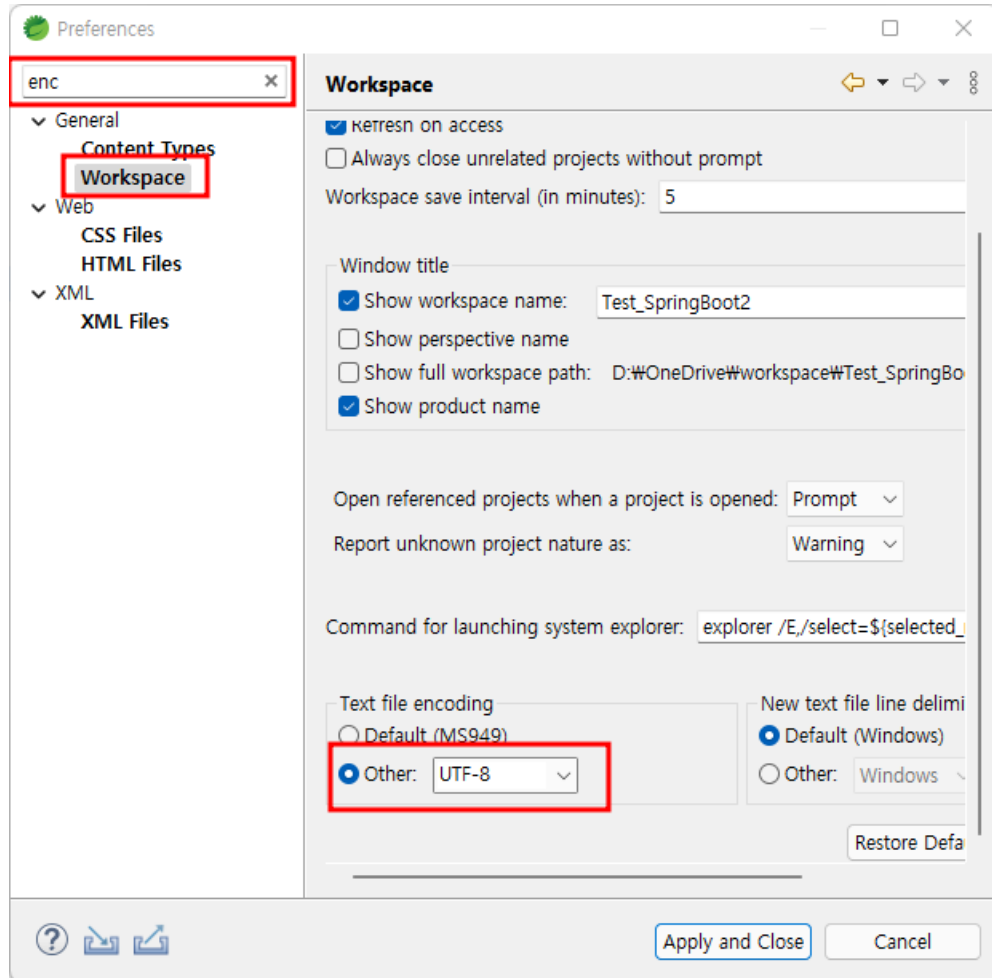 Preferences
enc
Workspace
General
Content Types
Workspace
Web
CSS Files
HTML Files
XML
XML Files
Refresh on access
Always close unrelated projects without prompt
Workspace save interval (in minutes): 5
Window title
Show workspace name: Test_SpringBoot2
Show perspective name
Show full workspace path: D:₩OneDrive₩workspace₩Test_SpringBo
Show product name
Open referenced projects when a project is opened: Prompt
Report unknown project nature as: Warning
Command for launching system explorer: explorer /E,/select=${selected_
Text file encoding
Default (MS949)
Other: UTF-8
New text file line delimi
Default (Windows)
Other: Windows
Restore Defa
Apply and Close
Cancel